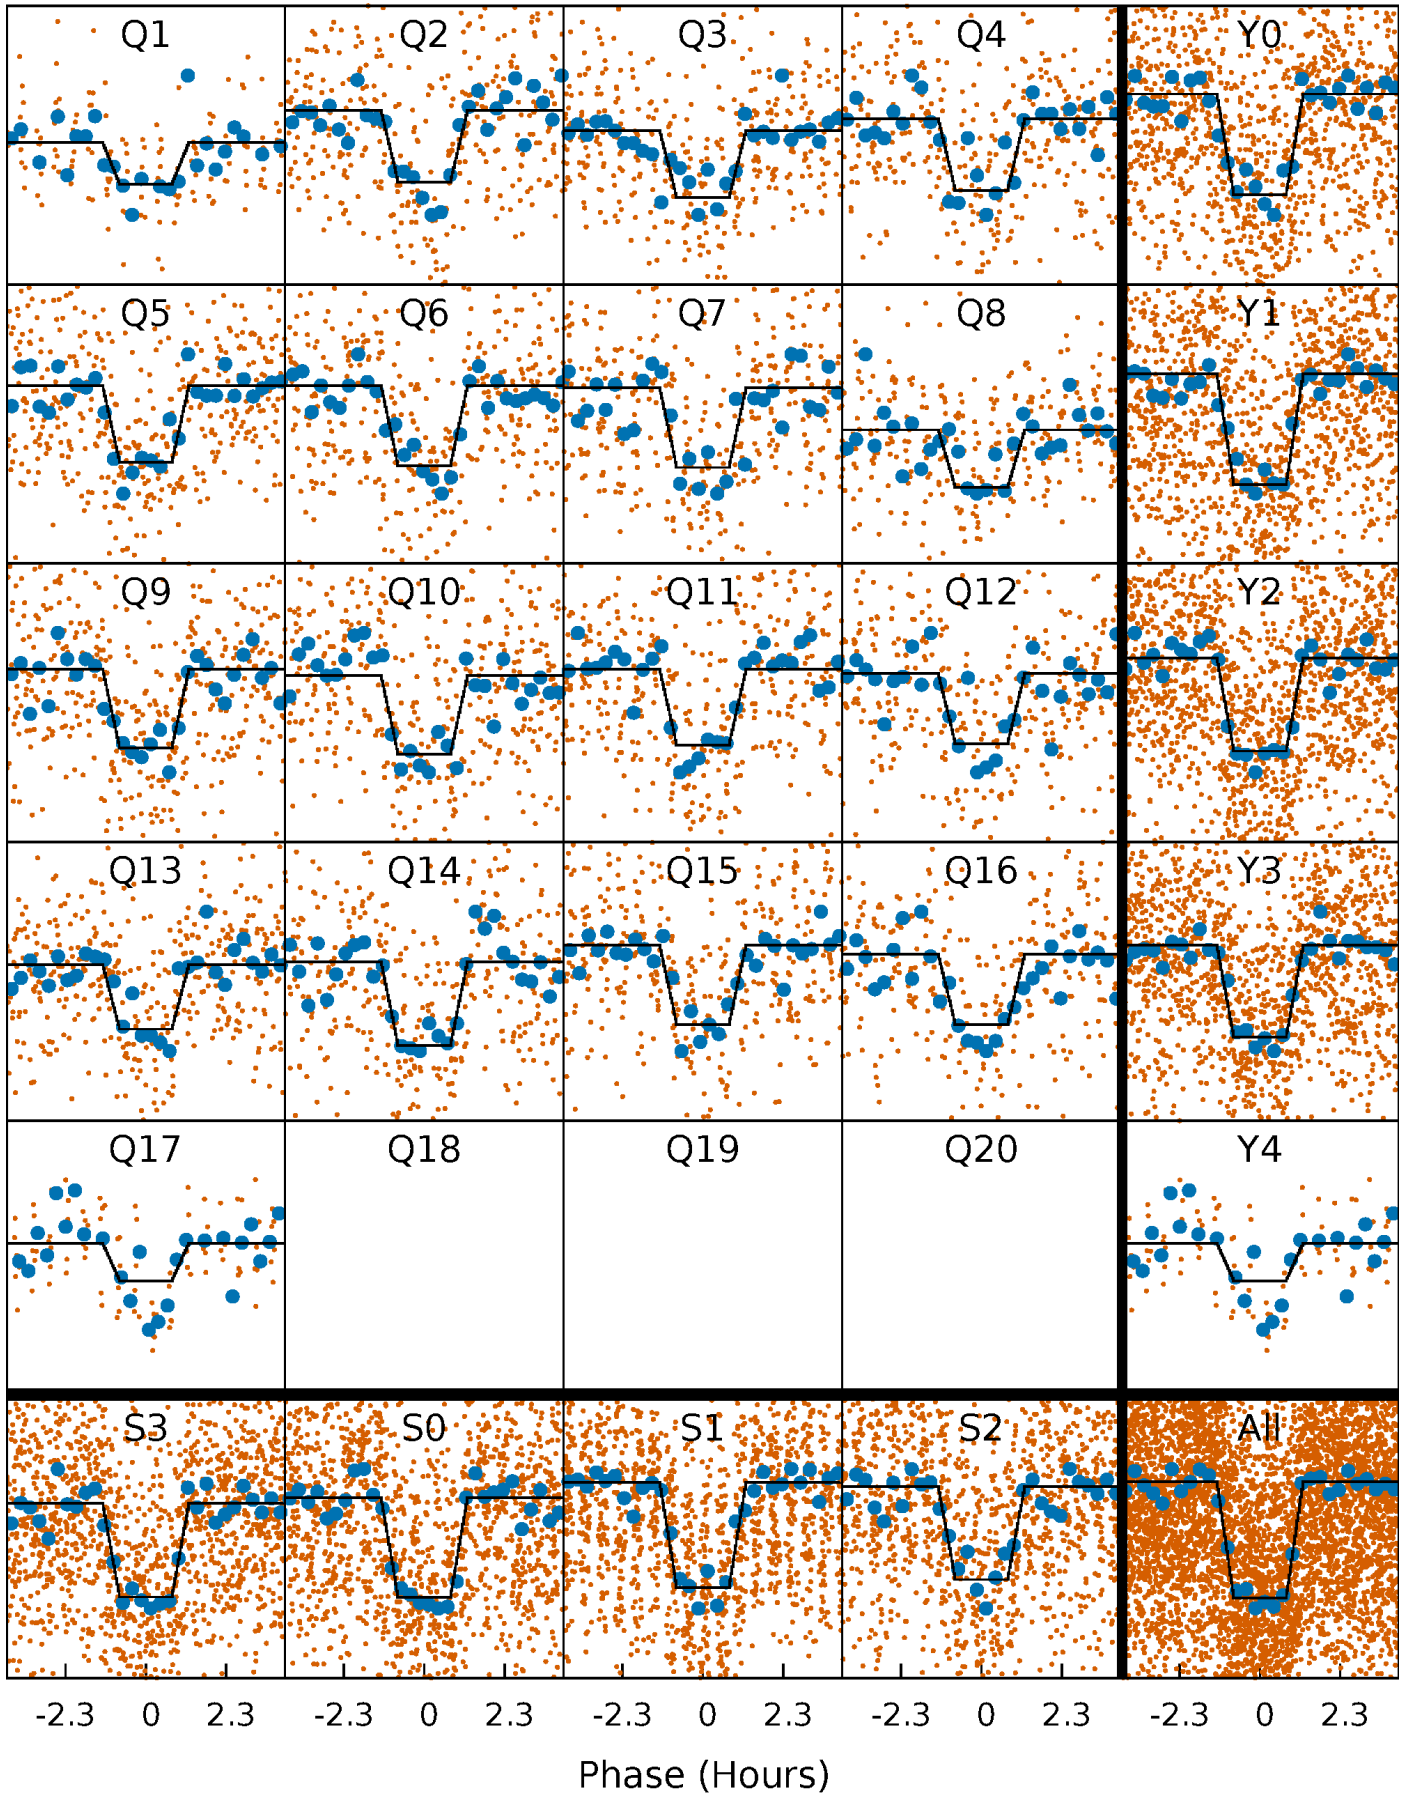 Q1 Q2 Q3 Q4 Y0
Q5 Q6 Q7 Q8 Y1
Q9 Q10 Q11 Q12 Y2
Q13 Q14 Q15 Q16 Y3
Q17 Q18 Q19 Q20 Y4
S3 S0 S1 S2 All
-2.3 0 2.3 -2.3 0 2.3 -2.3 0 2.3 -2.3 0 2.3 -2.3 0 2.3
Phase (Hours)